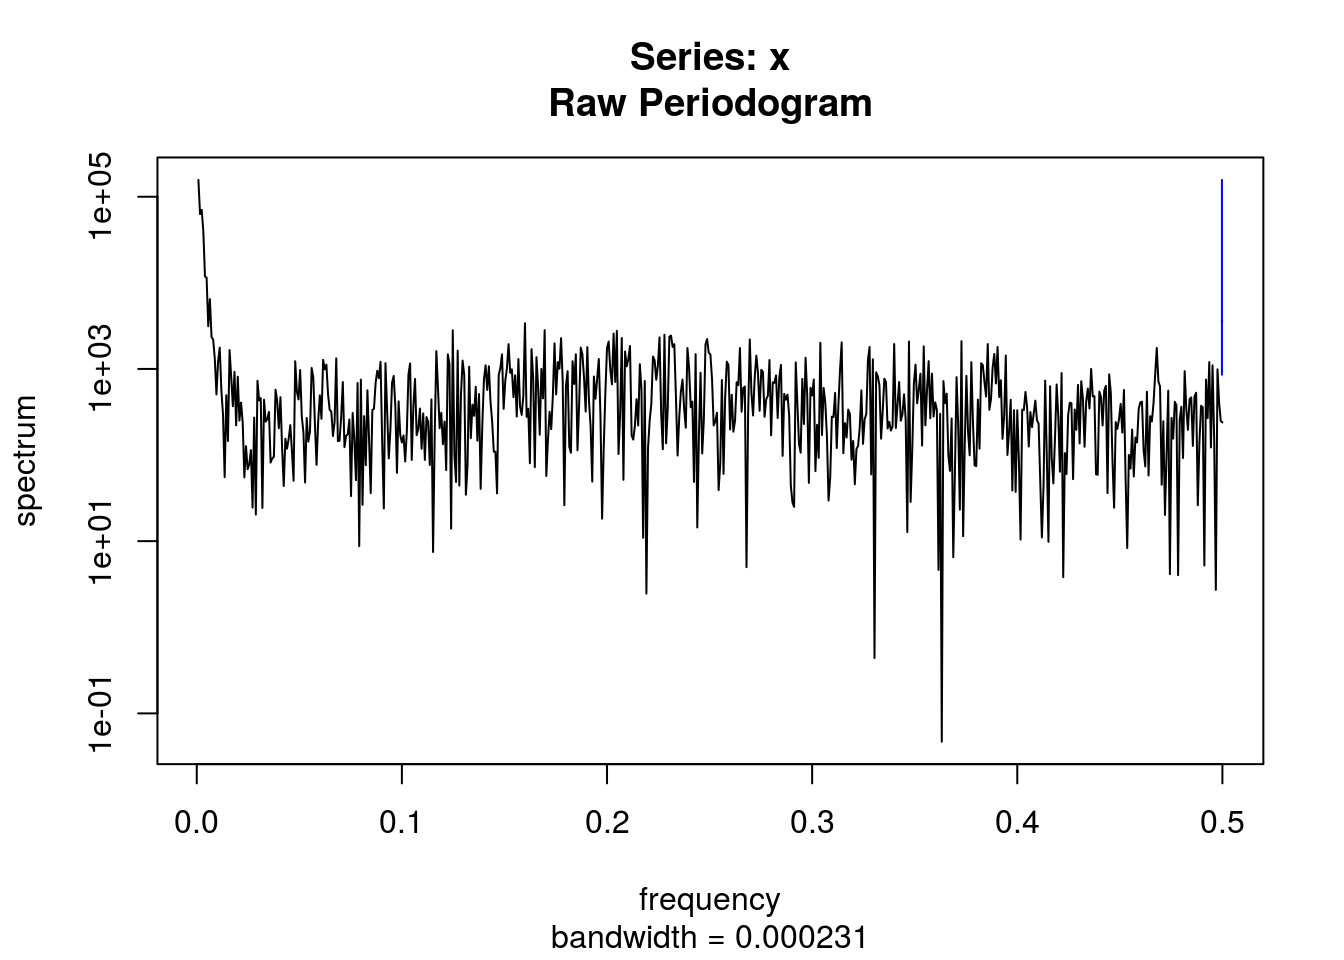 Series: x
Raw Periodogram
spectrum
1e+05
1e+03
1e+01
1e-01
0.0 0.1 0.2 0.3 0.4 0.5
frequency
bandwidth = 0.000231